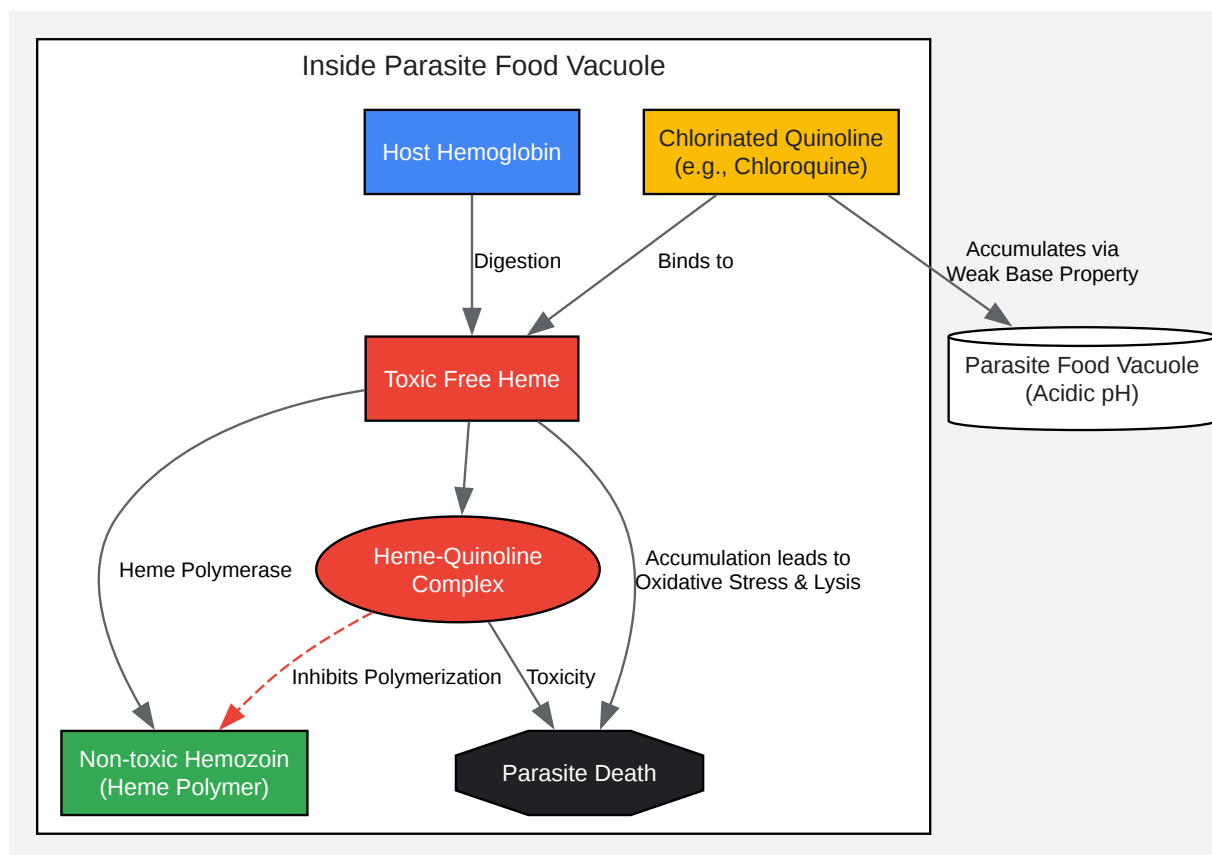 Inside Parasite Food Vacuole
Host Hemoglobin
Chlorinated Quinoline
(e.g., Chloroquine)
Digestion
Binds to
Accumulates via
Weak Base Property
Toxic Free Heme
Parasite Food Vacuole
(Acidic pH)
Heme Polymerase
Heme-Quinoline
Complex
Accumulation leads to
Oxidative Stress & Lysis
Inhibits Polymerization
Toxicity
Non-toxic Hemozoin
(Heme Polymer)
Parasite Death